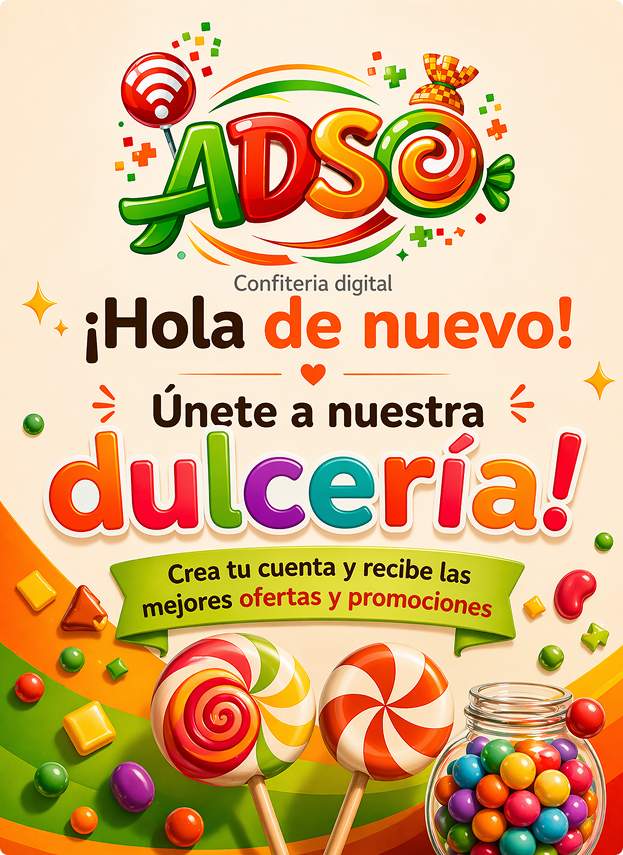 ADSO
Confiteria digital
¡Hola de nuevo!
Únete a nuestra
dulcería!
Crea tu cuenta y recibe las
mejores ofertas y promociones